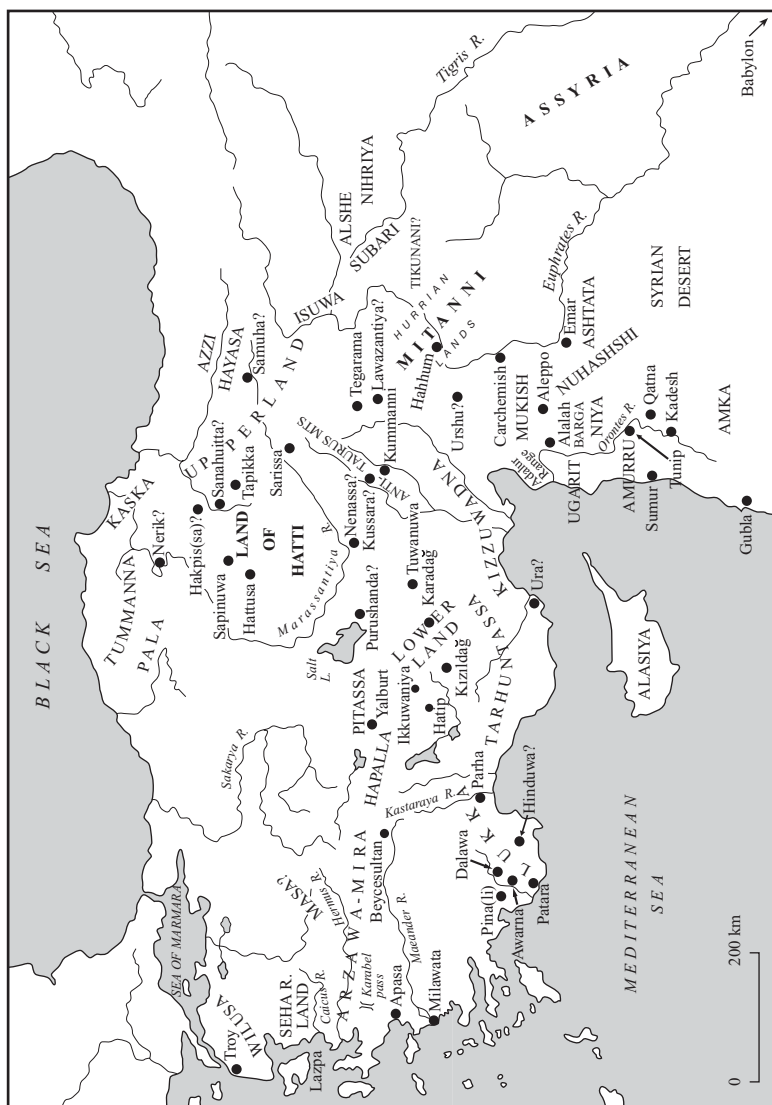 BLACK SEA
SEA OF MARMARA
Troy
WILUSA
Lazpa
SEHA R.
LAND
Caicus R.
MASA?
Hermus R.
ARZAWA-MIRA
Karabel
pass
Apasa
Milawata
Maeander R.
Beycesultan
Sakarya R.
HAPALLA
Kastaraya R.
PITASSA
Yalburt
Ikkuwaniya
Hatip
Kızıldağ
LOWER
LAND
Karadağ
Tuwanuwa
Salt
L.
Purushanda?
Parha
LUKKA
Dalawa
Pina(li)
Awarna
Patara
Hinduwa?
TARHUNTASSA
Ura?
KIZZUWADNA
TUMMANNA
PALA
KASKA
Nerik?
Hakpis(sa)?
Sapinuwa
Hattusa
LAND
OF
HATTI
Sanahuitta?
Tapikka
Sarissa
Marassantiya R.
Nenassa?
Kussara?
ANTI-TAURUS MTS
Kummanni
UPPER LAND
AZZI
HAYASA
Samuha?
ISUWA
Tegarama
Lawazantiya?
Hahhum
Urshu?
MITANNI
HURRIAN
LANDS
ALSHE
NIHRIYA
SUBARI
TIKUNANI?
Tigris R.
ASSYRIA
Babylon
Euphrates R.
Carchemish
MUKISH
Aleppo
Alalah
BARGA
NIYA
NUHASHSHI
Emar
ASHTATA
SYRIAN
DESERT
Adalur
Range
UGARIT
Orontes R.
AMURRU
Tunip
Sumur
Qatna
Kadesh
AMKA
Gubla
ALASIYA
MEDITERRANEAN
SEA
0
200 km